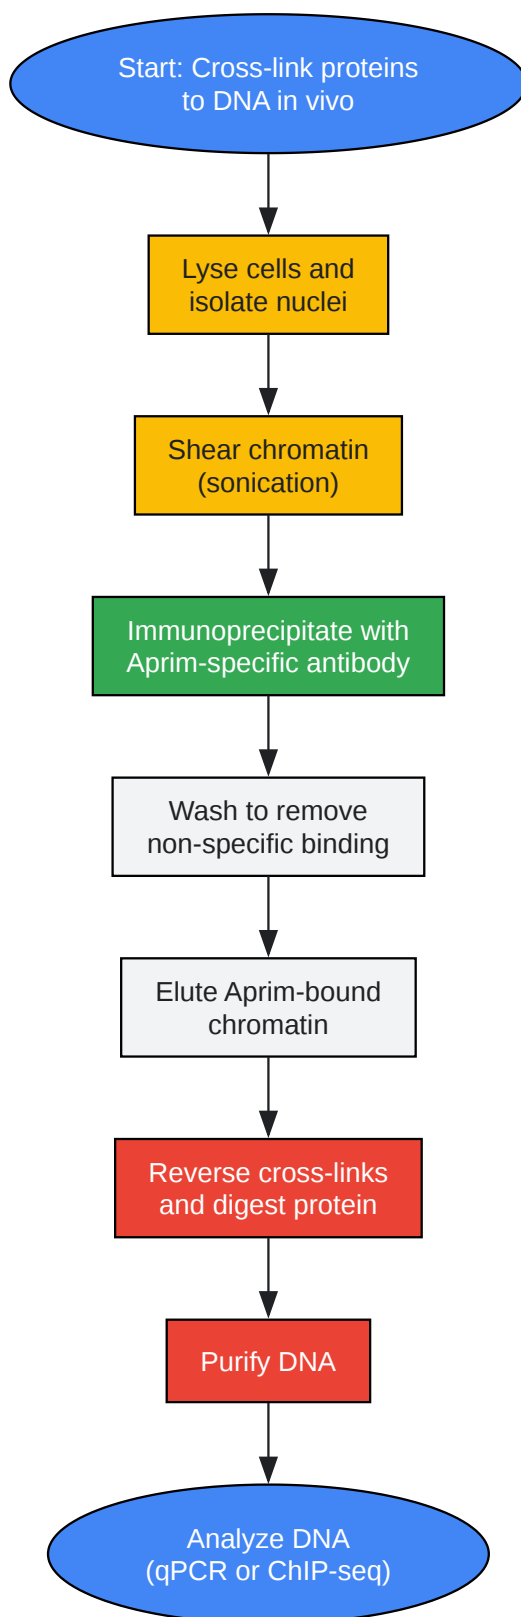 Start: Cross-link proteins
to DNA in vivo
Lyse cells and
isolate nuclei
Shear chromatin
(sonication)
Immunoprecipitate with
Aprim-specific antibody
Wash to remove
non-specific binding
Elute Aprim-bound
chromatin
Reverse cross-links
and digest protein
Purify DNA
Analyze DNA
(qPCR or ChIP-seq)